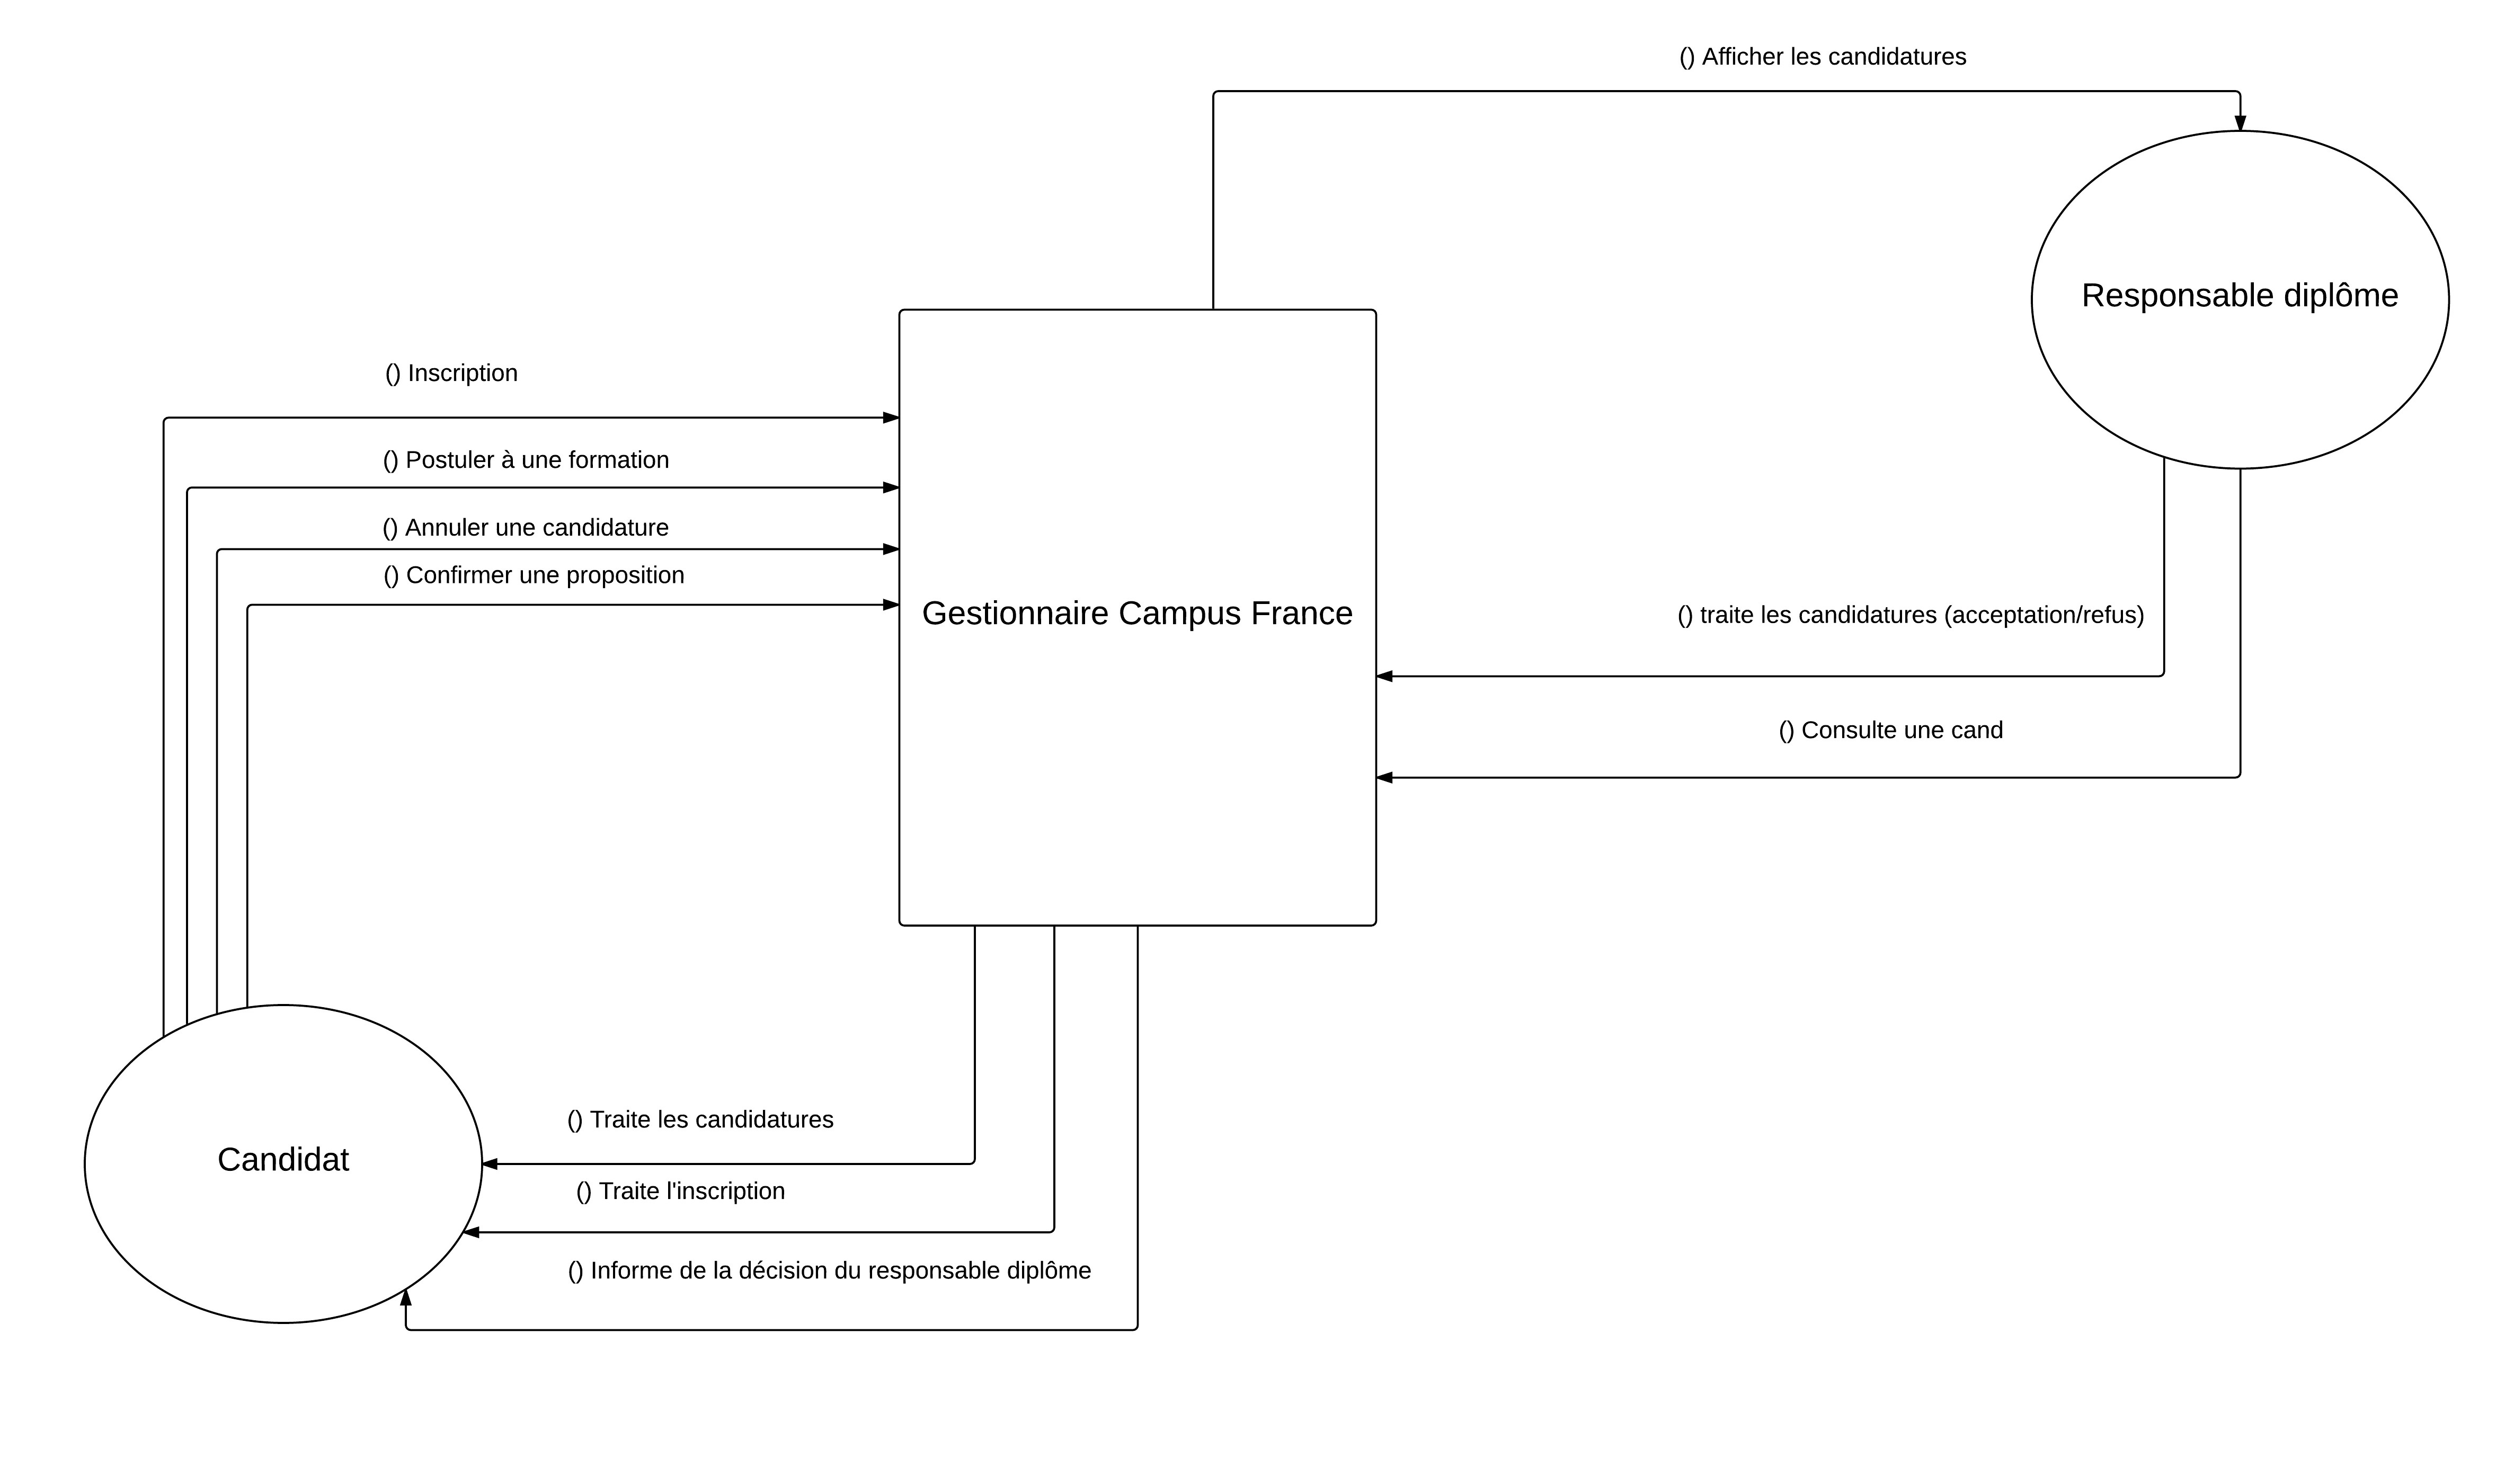 () Afficher les candidatures
Responsable diplôme
() Inscription
() Postuler à une formation
() Annuler une candidature
() Confirmer une proposition
Gestionnaire Campus France
() traite les candidatures (acceptation/refus)
() Consulte une cand
() Traite les candidatures
Candidat
() Traite l'inscription
() Informe de la décision du responsable diplôme